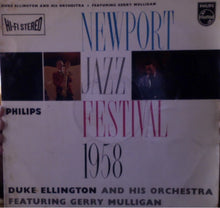 DUKE ELLINGTON AND HIS ORCHESTRA • FEATURING GERRY MULLIGAN
HI-FI STEREO
PHILIPS
NEWPORT
JAZZ
PHILIPS
FESTIVAL
1958
DUKE ELLINGTON AND HIS ORCHESTRA
FEATURING GERRY MULLIGAN